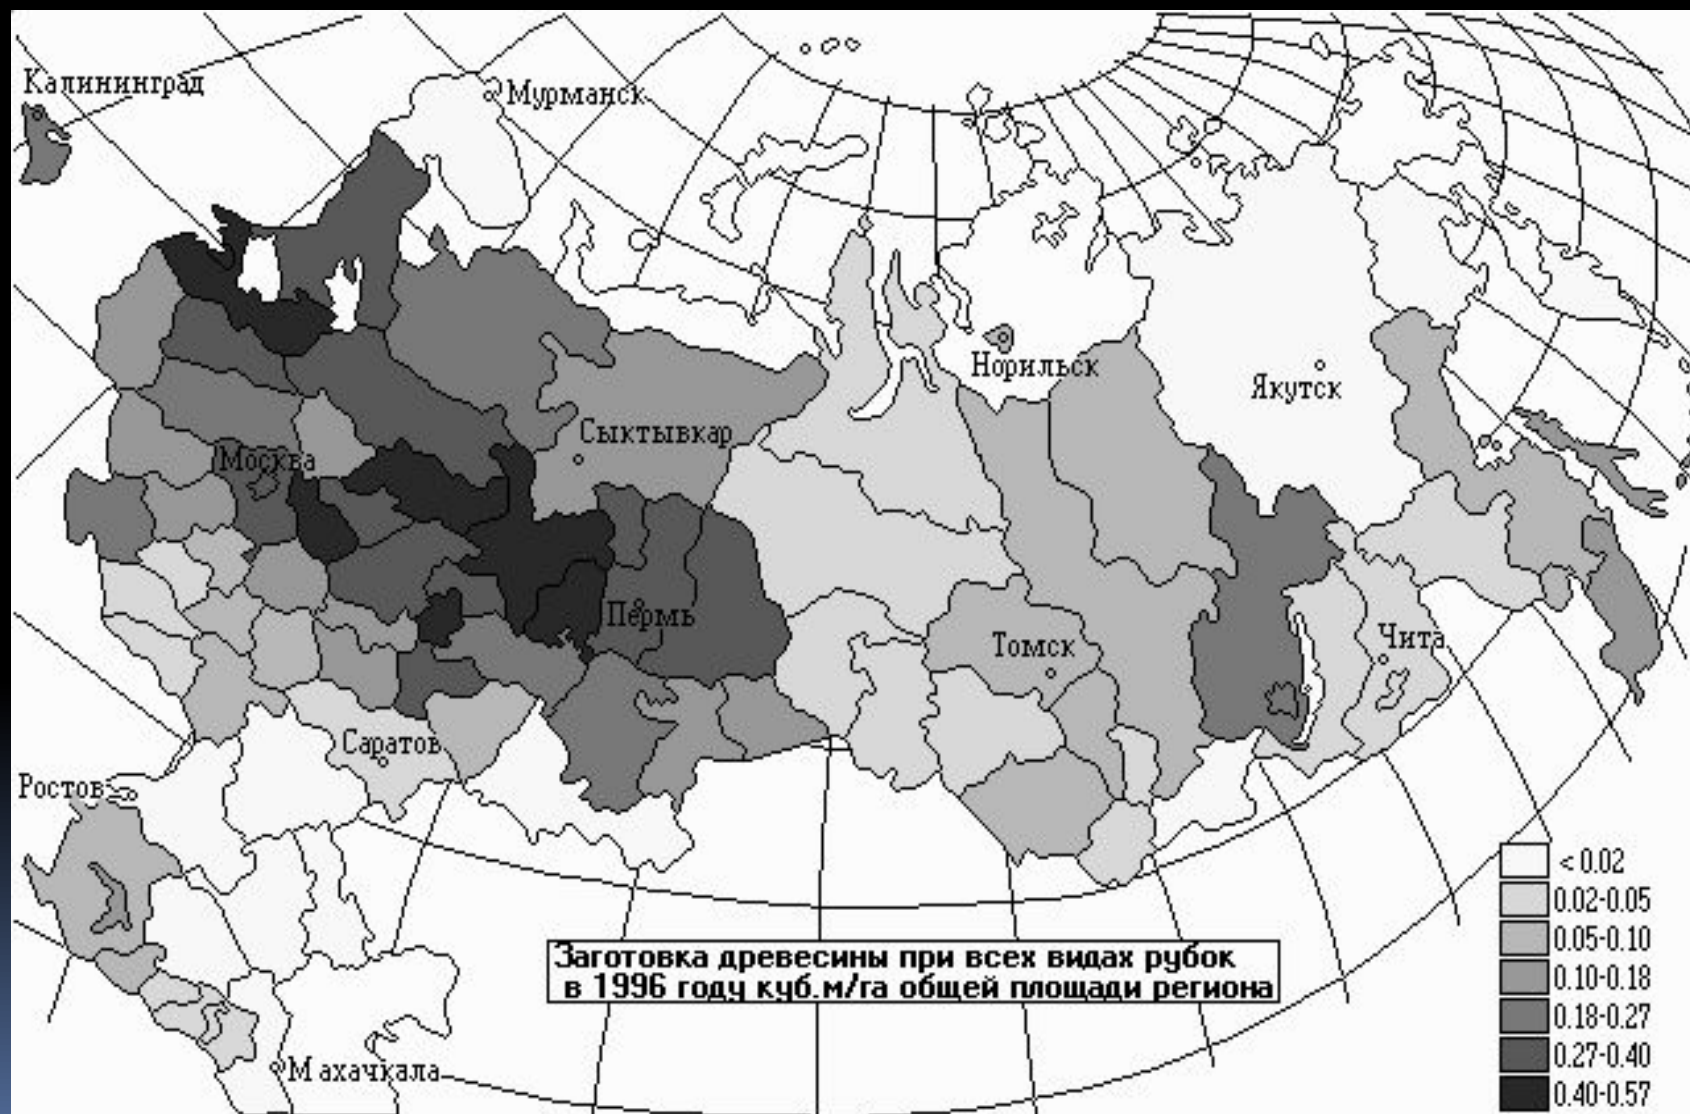 Калининград
Мурманск
Норильск
Якутск
Сыктывкар
Москва
Пермь
Томск
Чита
Саратов
Ростов
< 0.02
0.02-0.05
0.05-0.10
0.10-0.18
0.18-0.27
0.27-0.40
0.40-0.57
Заготовка древесины при всех видах рубок
в 1996 году куб.м/га общей площади региона
Махачкала